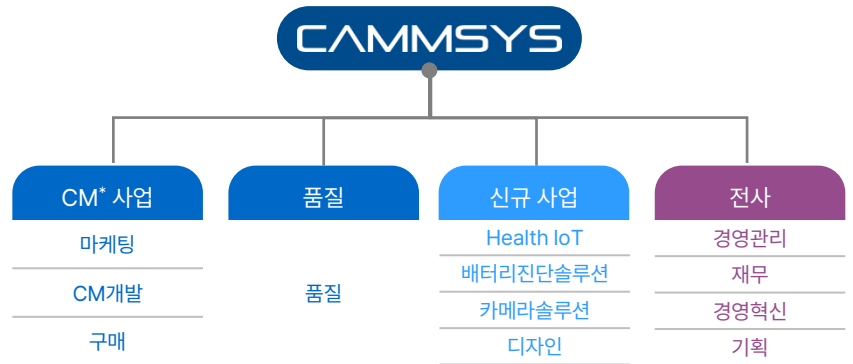 CAMMSYS
CM* 사업
마케팅
CM개발
구매
품질
품질
신규 사업
Health IoT
배터리진단솔루션
카메라솔루션
디자인
전사
경영관리
재무
경영혁신
기획